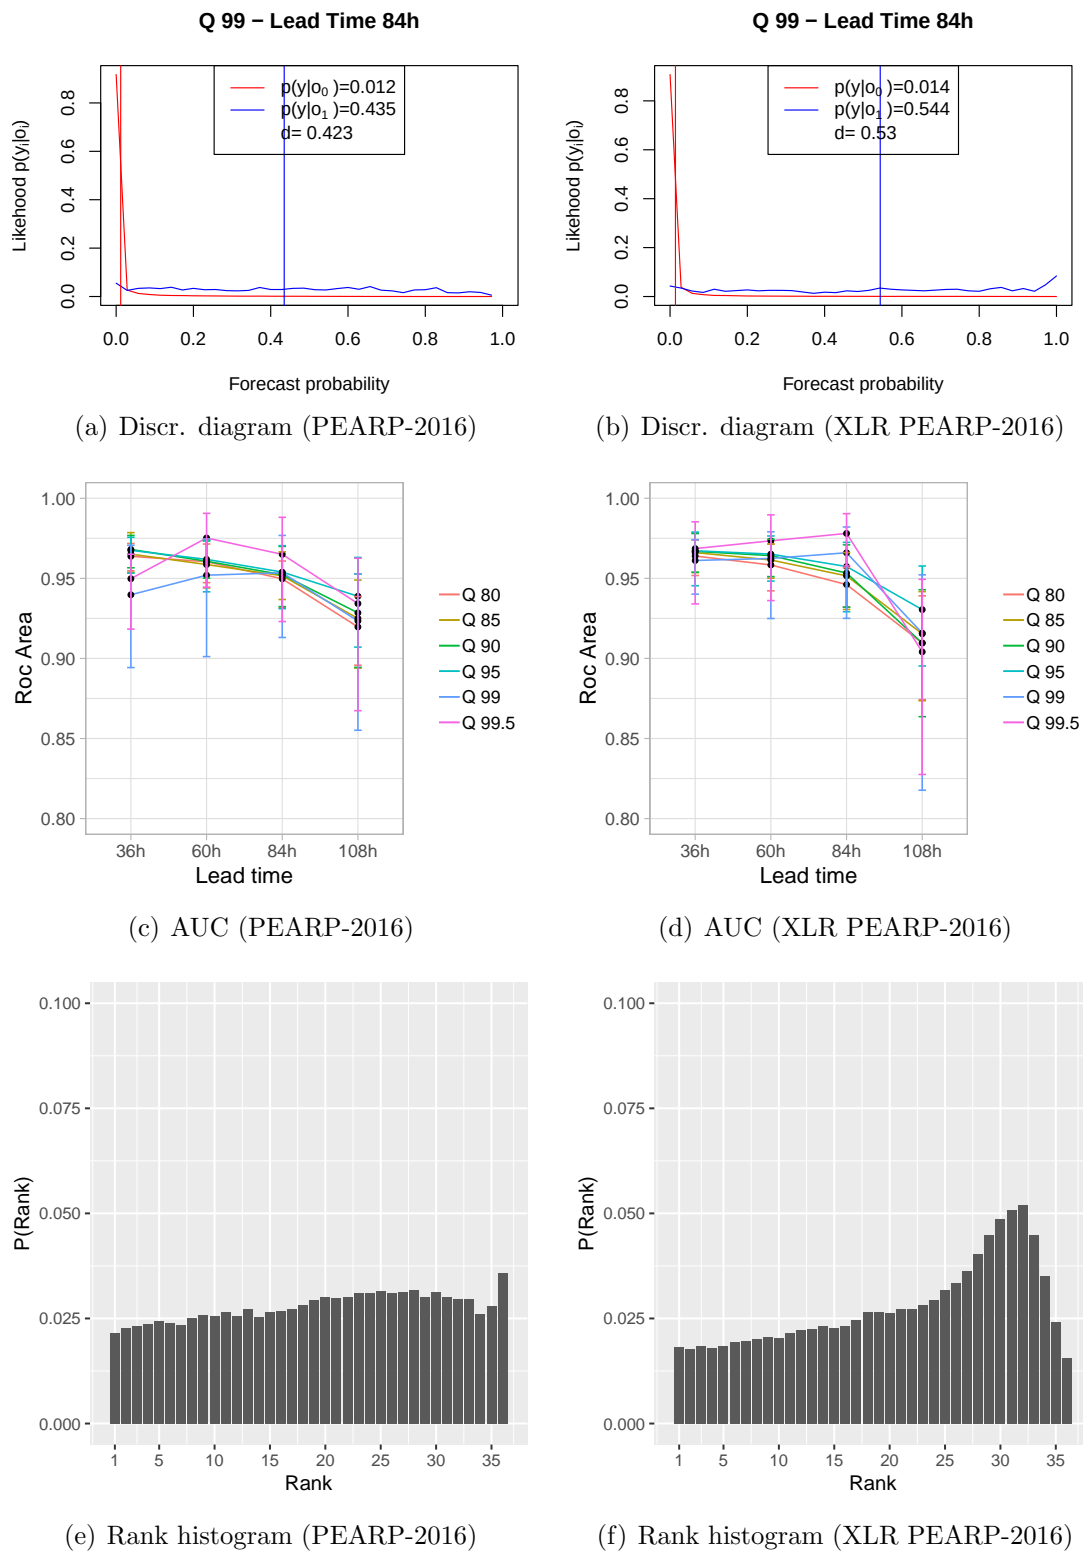 Q 99 − Lead Time 84h
p(y|o0 )=0.012
p(y|o1 )=0.435
d= 0.423
Likehood p(yi|oi)
0.0 0.2 0.4 0.6 0.8
0.0 0.2 0.4 0.6 0.8 1.0
Forecast probability
(a) Discr. diagram (PEARP-2016)
Q 99 − Lead Time 84h
p(y|o0 )=0.014
p(y|o1 )=0.544
d= 0.53
Likehood p(yi|oi)
0.0 0.2 0.4 0.6 0.8
0.0 0.2 0.4 0.6 0.8 1.0
Forecast probability
(b) Discr. diagram (XLR PEARP-2016)
1.00
0.95
0.90
0.85
0.80
Roc Area
36h 60h 84h 108h
Lead time
Q 80
Q 85
Q 90
Q 95
Q 99
Q 99.5
(c) AUC (PEARP-2016)
1.00
0.95
0.90
0.85
0.80
Roc Area
36h 60h 84h 108h
Lead time
Q 80
Q 85
Q 90
Q 95
Q 99
Q 99.5
(d) AUC (XLR PEARP-2016)
0.100
0.075
0.050
0.025
0.000
P(Rank)
1 5 10 15 20 25 30 35
Rank
(e) Rank histogram (PEARP-2016)
0.100
0.075
0.050
0.025
0.000
P(Rank)
1 5 10 15 20 25 30 35
Rank
(f) Rank histogram (XLR PEARP-2016)